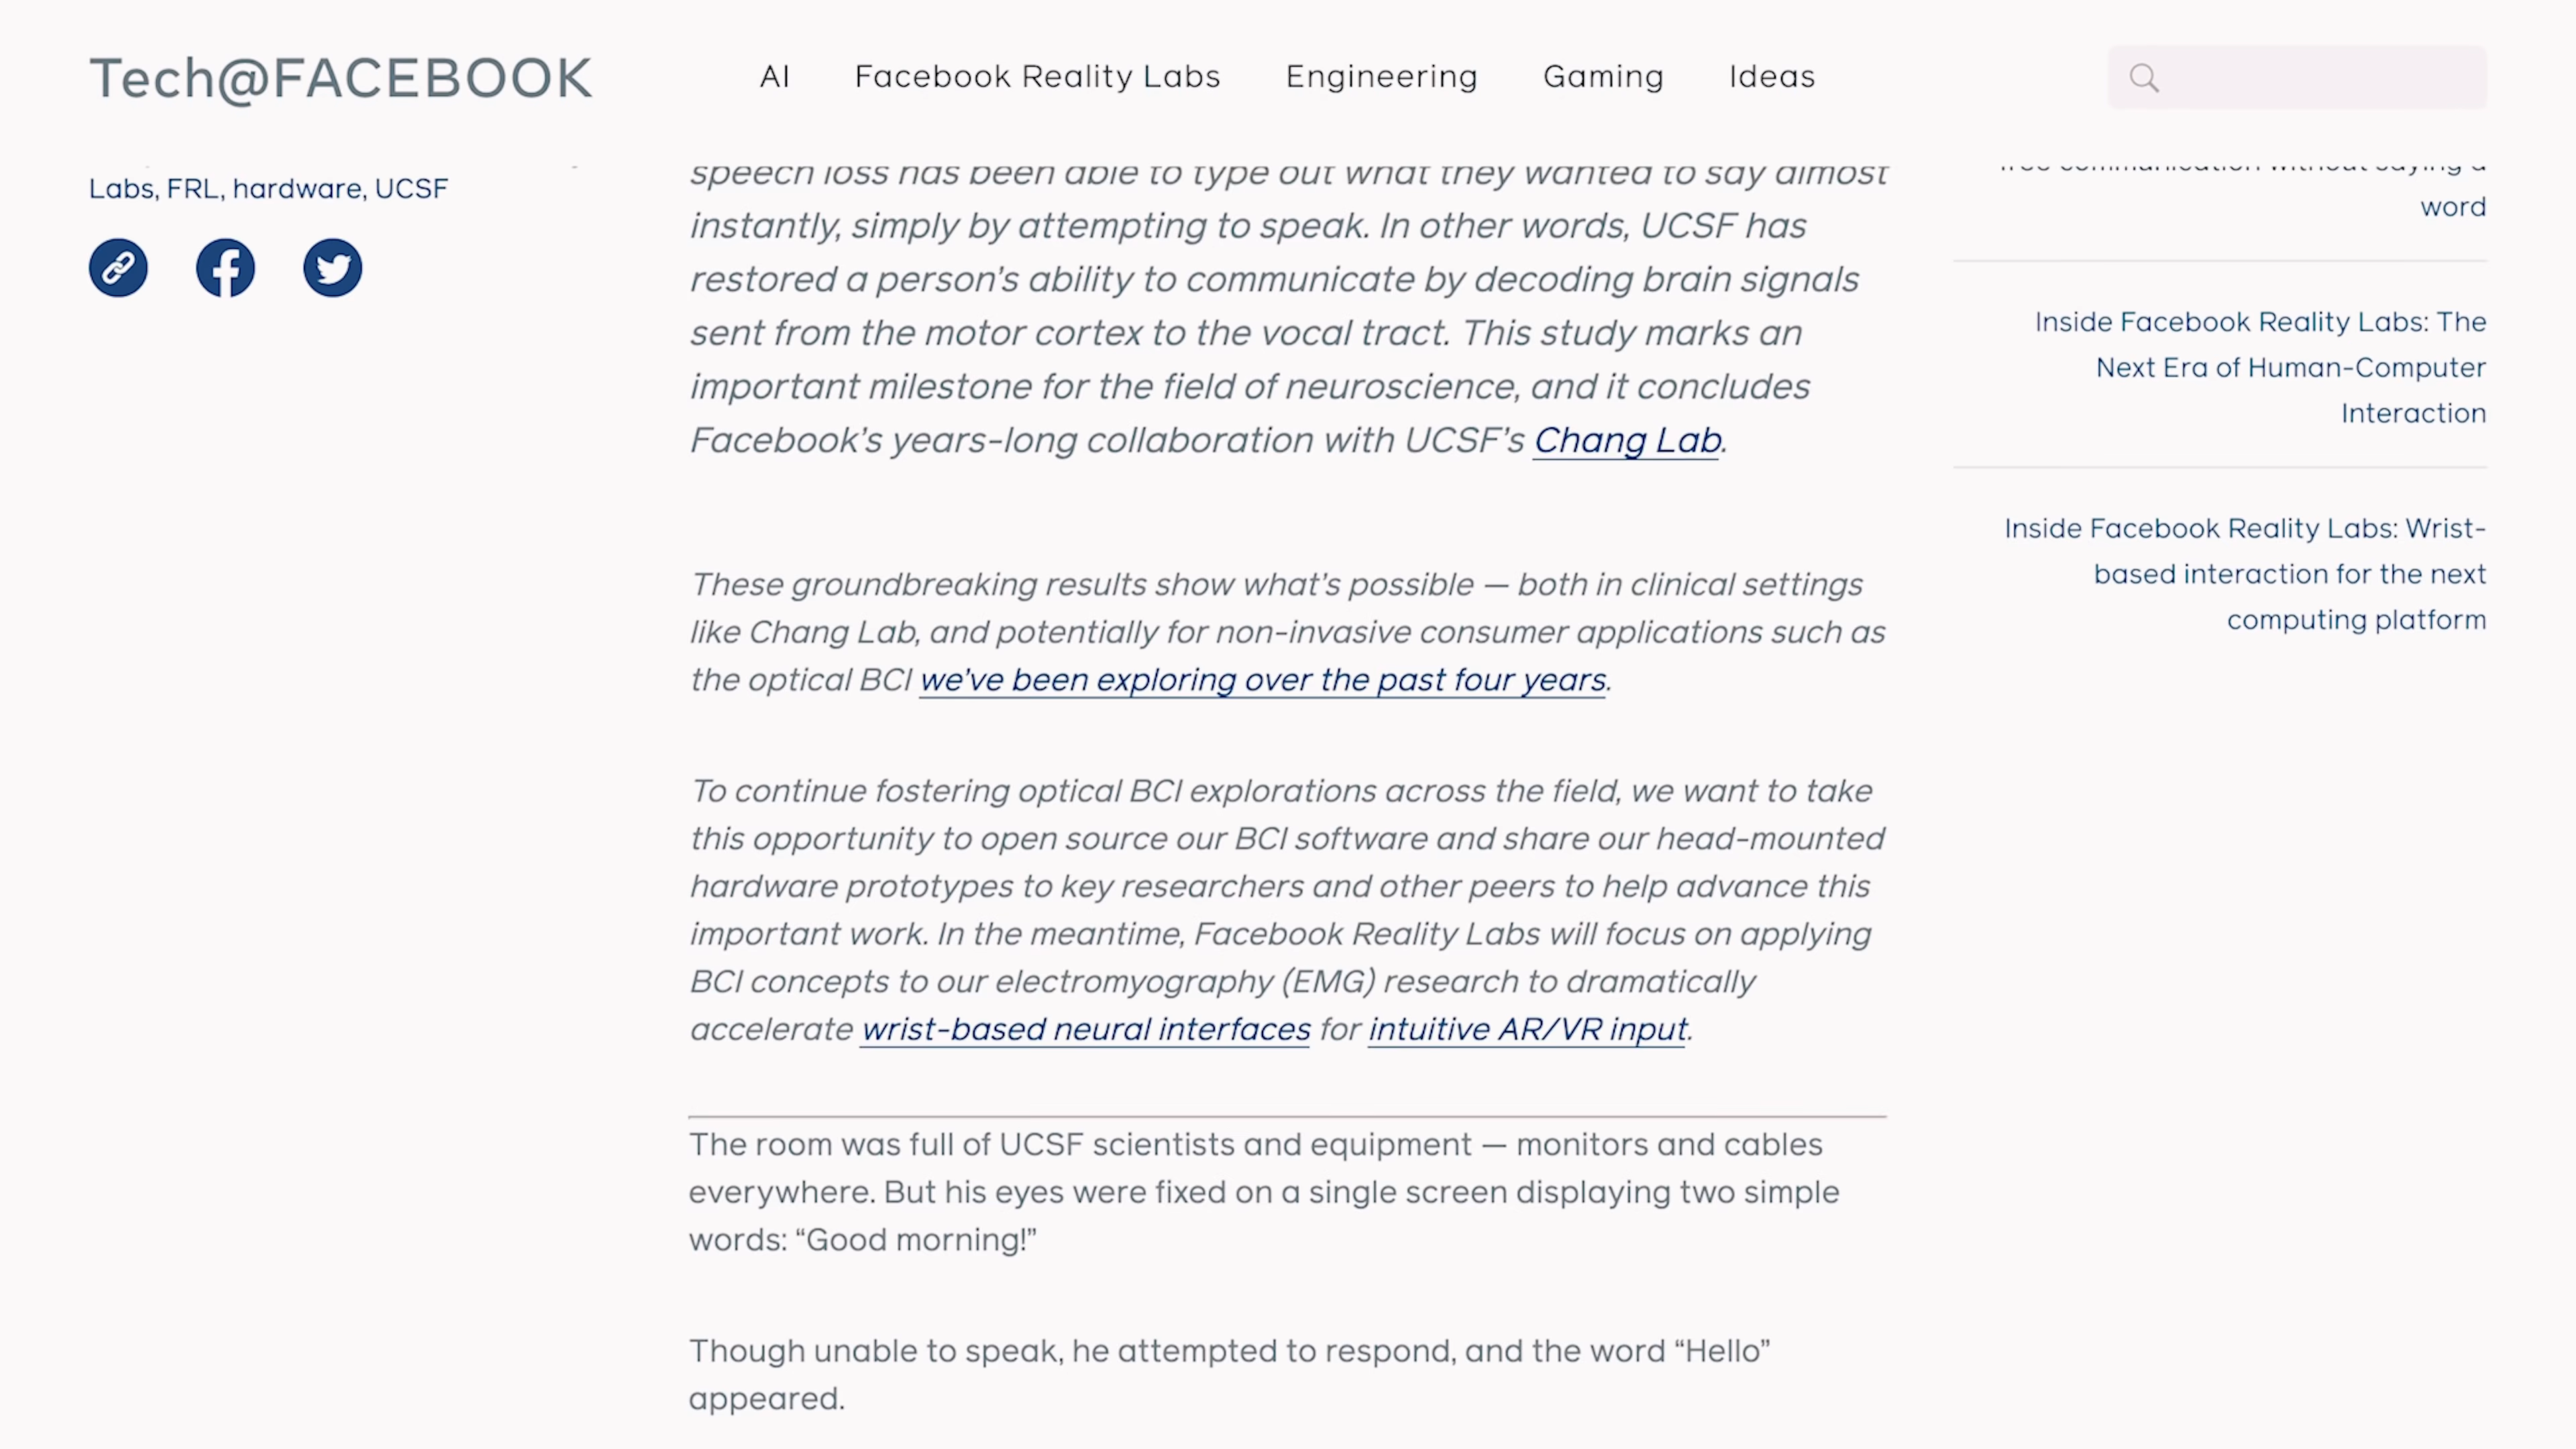 Tech@FACEBOOK
AI
Facebook Reality Labs
Engineering
Gaming
Ideas
Labs, FRL, hardware, UCSF
speech loss has been able to type out what they wanted to say almost
instantly, simply by attempting to speak. In other words, UCSF has
restored a person's ability to communicate by decoding brain signals
sent from the motor cortex to the vocal tract. This study marks an
important milestone for the field of neuroscience, and it concludes
Facebook's years-long collaboration with UCSF's Chang Lab.
These groundbreaking results show what's possible — both in clinical settings
like Chang Lab, and potentially for non-invasive consumer applications such as
the optical BCI we've been exploring over the past four years.
To continue fostering optical BCI explorations across the field, we want to take
this opportunity to open source our BCI software and share our head-mounted
hardware prototypes to key researchers and other peers to help advance this
important work. In the meantime, Facebook Reality Labs will focus on applying
BCI concepts to our electromyography (EMG) research to dramatically
accelerate wrist-based neural interfaces for intuitive AR/VR input.
The room was full of UCSF scientists and equipment — monitors and cables
everywhere. But his eyes were fixed on a single screen displaying two simple
words: “Good morning!”
Though unable to speak, he attempted to respond, and the word “Hello”
appeared.
communication without saying a
word
Inside Facebook Reality Labs: The
Next Era of Human-Computer
Interaction
Inside Facebook Reality Labs: Wrist-
based interaction for the next
computing platform